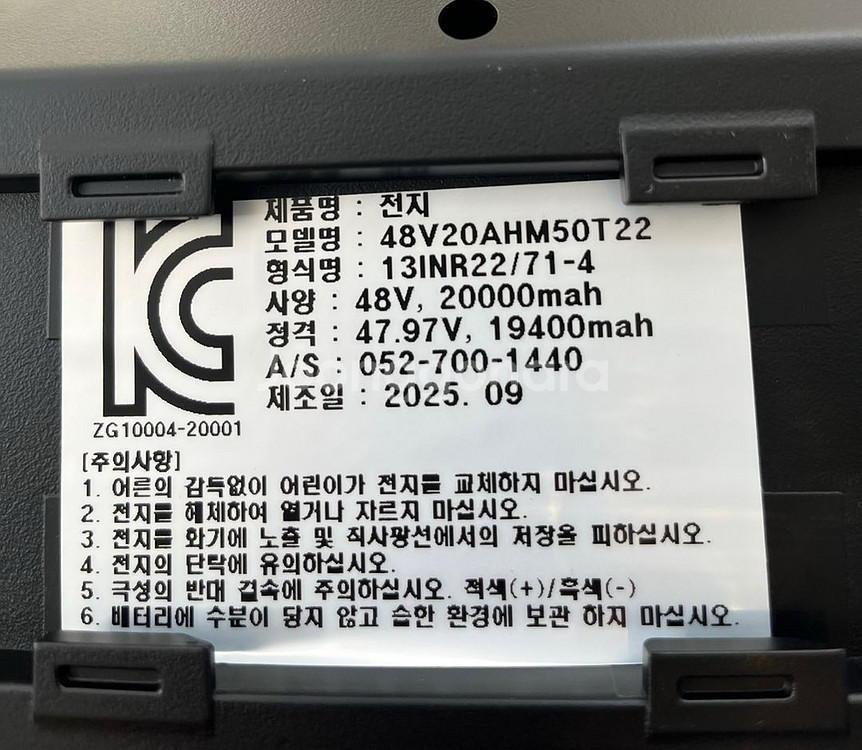 제품명 : 전지
모델명 : 48V20AHM50T22
형식명 : 13INR22/71-4
사양 : 48V, 20000mah
정격 : 47.97V, 19400mah
A/S : 052-700-1440
제조일 : 2025. 09
ZG10004-20001
[주의사항]
1. 어른의 감독없이 어린이가 전지를 교체하지 마십시오.
2. 전지를 해체하여 열거나 자르지 마십시오.
3. 전지를 화기에 노출 및 직사광선에서의 저장을 피하십시오.
4. 전지의 단락에 유의하십시오.
5. 극성의 반대 결속에 주의하십시오. 적색(+)/흑색(-)
6. 배터리에 수분이 닿지 않고 습한 환경에 보관 하지 마십시오.